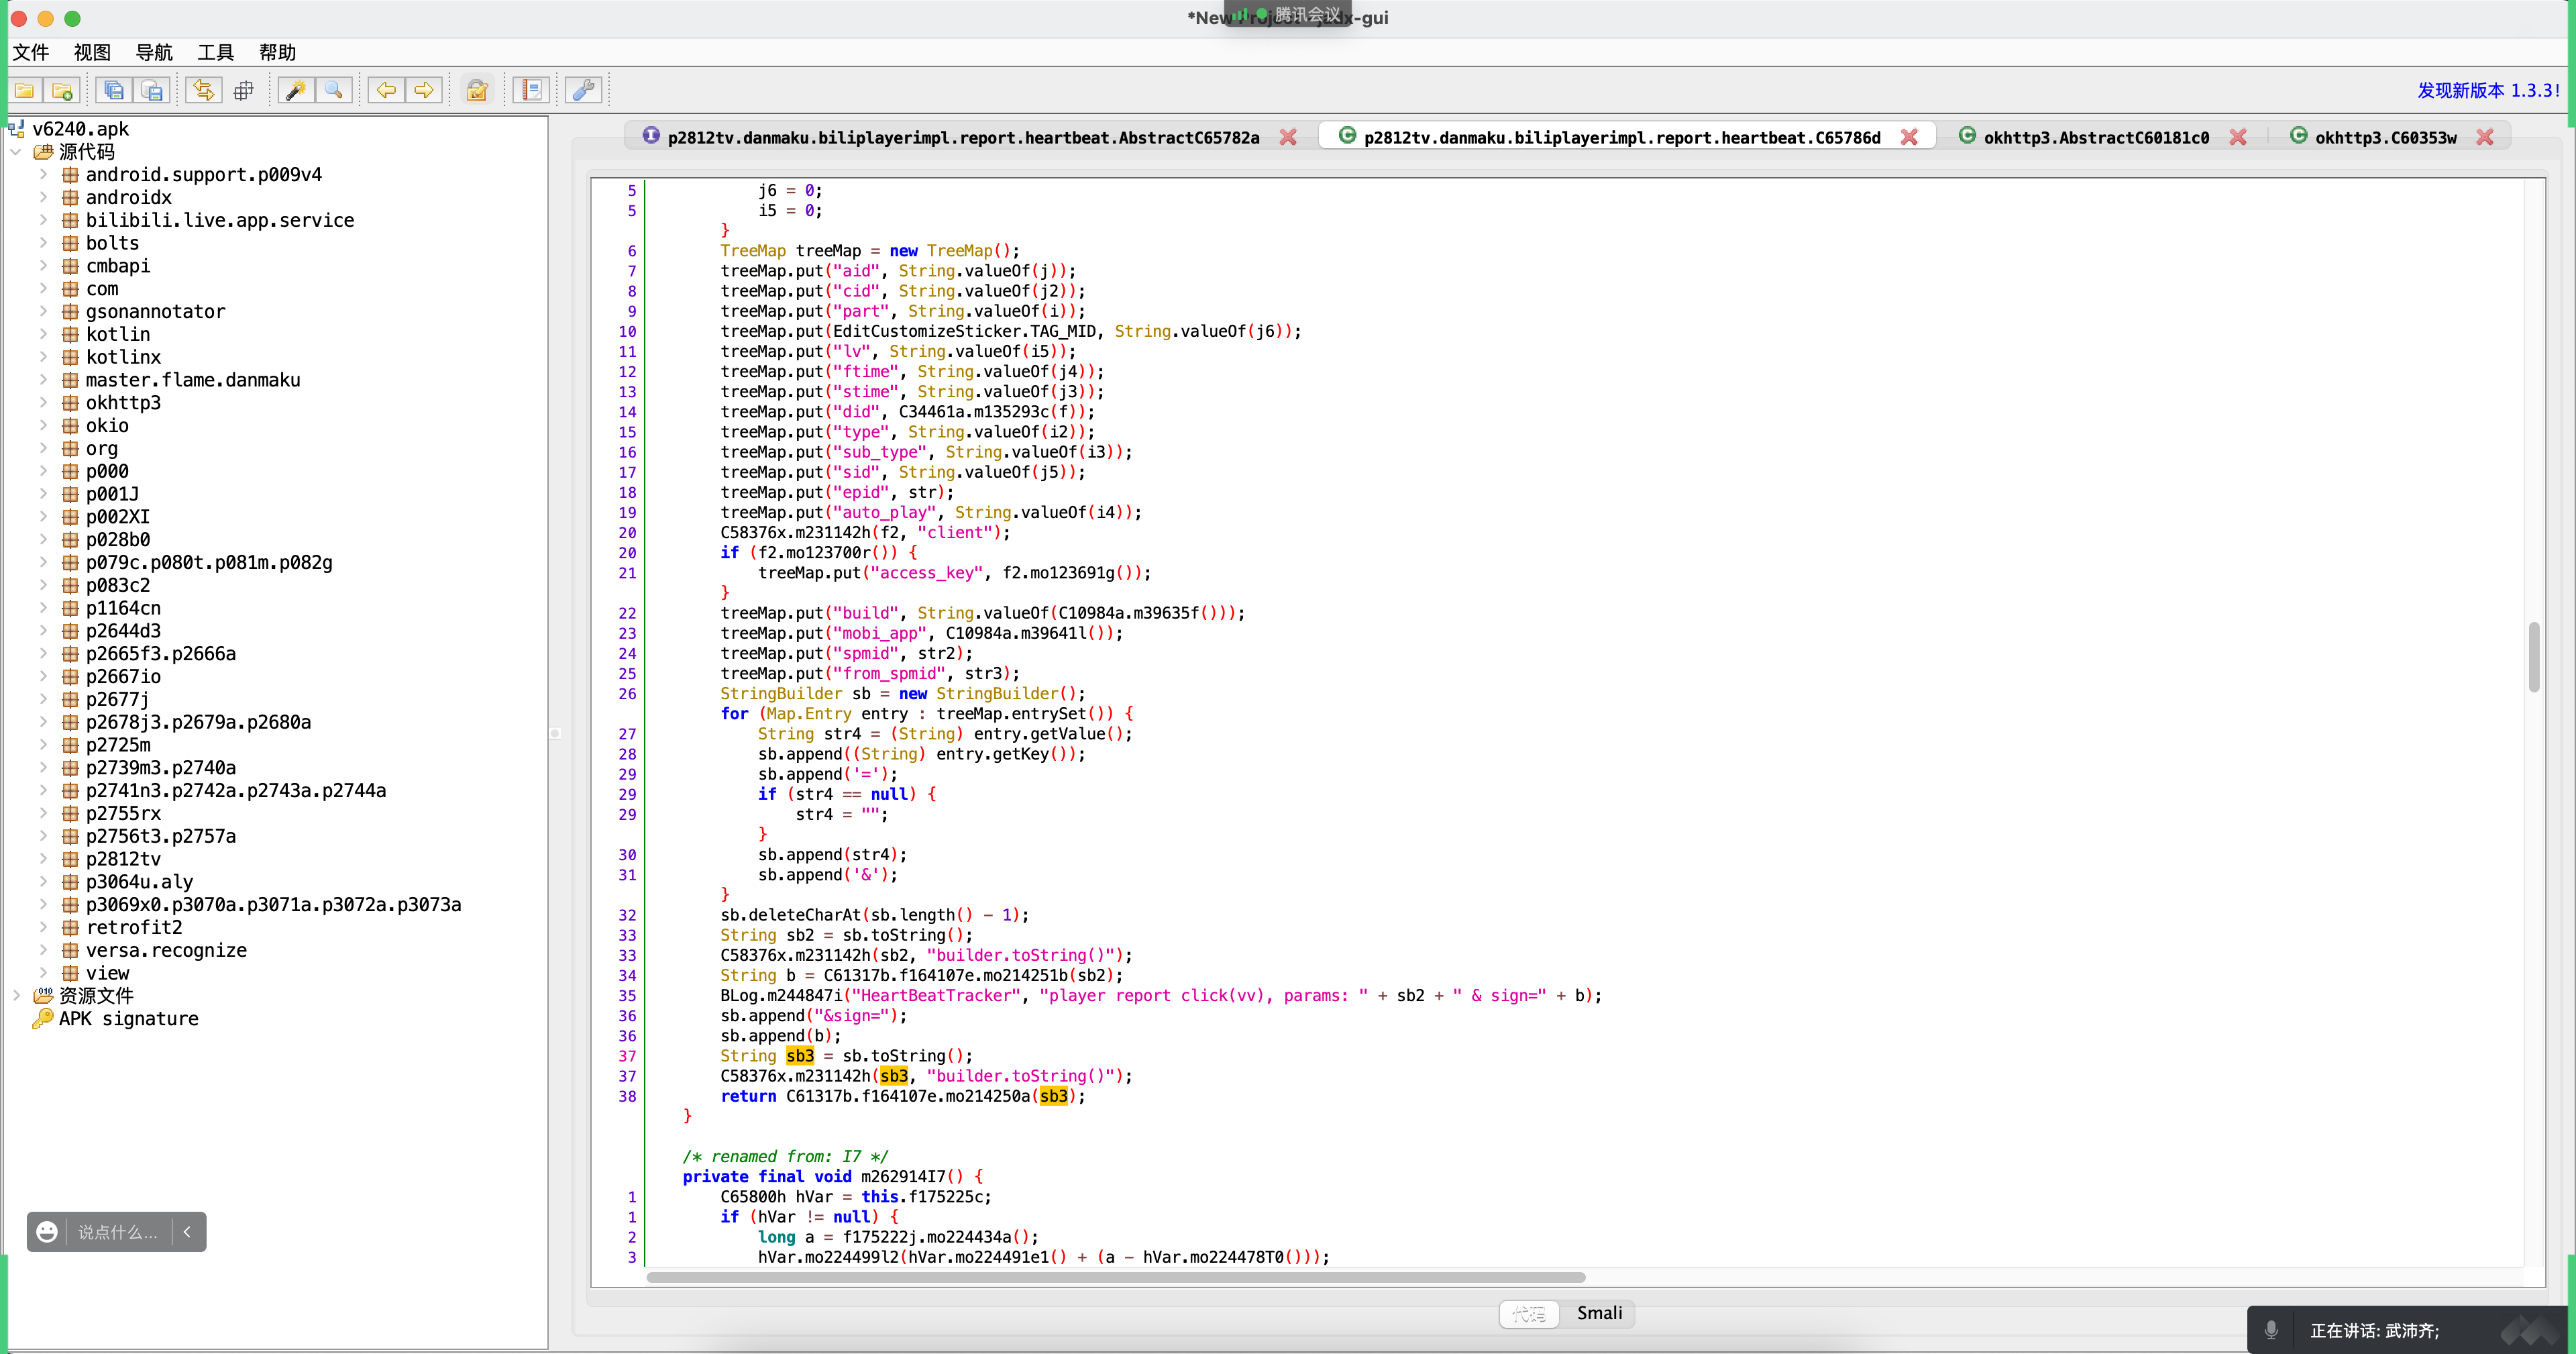 *New Project - jadx-gui
腾讯会议
文件 视图 导航 工具 帮助
发现新版本 1.3.3!
v6240.apk
源代码
android.support.p009v4
androidx
bilibili.live.app.service
bolts
cmbapi
com
gsonannotator
kotlin
kotlinx
master.flame.danmaku
okhttp3
okio
org
p000
p001J
p002XI
p028b0
p079c.p080t.p081m.p082g
p083c2
p1164cn
p2644d3
p2665f3.p2666a
p2667io
p2677j
p2678j3.p2679a.p2680a
p2725m
p2739m3.p2740a
p2741n3.p2742a.p2743a.p2744a
p2755rx
p2756t3.p2757a
p2812tv
p3064u.aly
p3069x0.p3070a.p3071a.p3072a.p3073a
retrofit2
versa.recognize
view
资源文件
APK signature
说点什么...
p2812tv.danmaku.biliplayerimpl.report.heartbeat.AbstractC65782a p2812tv.danmaku.biliplayerimpl.report.heartbeat.C65786d okhttp3.AbstractC60181c0 okhttp3.C60353w
5 j6 = 0;
5 i5 = 0;
}
6 TreeMap treeMap = new TreeMap();
7 treeMap.put("aid", String.valueOf(j));
8 treeMap.put("cid", String.valueOf(j2));
9 treeMap.put("part", String.valueOf(i));
10 treeMap.put(EditCustomizeSticker.TAG_MID, String.valueOf(j6));
11 treeMap.put("lv", String.valueOf(i5));
12 treeMap.put("ftime", String.valueOf(j4));
13 treeMap.put("stime", String.valueOf(j3));
14 treeMap.put("did", C34461a.m135293c(f));
15 treeMap.put("type", String.valueOf(i2));
16 treeMap.put("sub_type", String.valueOf(i3));
17 treeMap.put("sid", String.valueOf(j5));
18 treeMap.put("epid", str);
19 treeMap.put("auto_play", String.valueOf(i4));
20 C58376x.m231142h(f2, "client");
20 if (f2.mo123700r()) {
21 treeMap.put("access_key", f2.mo123691g());
}
22 treeMap.put("build", String.valueOf(C10984a.m39635f()));
23 treeMap.put("mobi_app", C10984a.m39641l());
24 treeMap.put("spmid", str2);
25 treeMap.put("from_spmid", str3);
26 StringBuilder sb = new StringBuilder();
for (Map.Entry entry : treeMap.entrySet()) {
27 String str4 = (String) entry.getValue();
28 sb.append((String) entry.getKey());
29 sb.append('=');
29 if (str4 == null) {
29 str4 = "";
}
30 sb.append(str4);
31 sb.append('&');
}
32 sb.deleteCharAt(sb.length() - 1);
33 String sb2 = sb.toString();
33 C58376x.m231142h(sb2, "builder.toString()");
34 String b = C61317b.f164107e.mo214251b(sb2);
35 BLog.m244847i("HeartBeatTracker", "player report click(vv), params: " + sb2 + " & sign=" + b);
36 sb.append("&sign=");
36 sb.append(b);
37 String sb3 = sb.toString();
37 C58376x.m231142h(sb3, "builder.toString()");
38 return C61317b.f164107e.mo214250a(sb3);
}
/* renamed from: I7 */
private final void m262914I7() {
1 C65800h hVar = this.f175225c;
1 if (hVar != null) {
2 long a = f175222j.mo224434a();
3 hVar.mo224499l2(hVar.mo224491e1() + (a - hVar.mo224478T0()));
代码 Smali
正在讲话: 武沛齐;